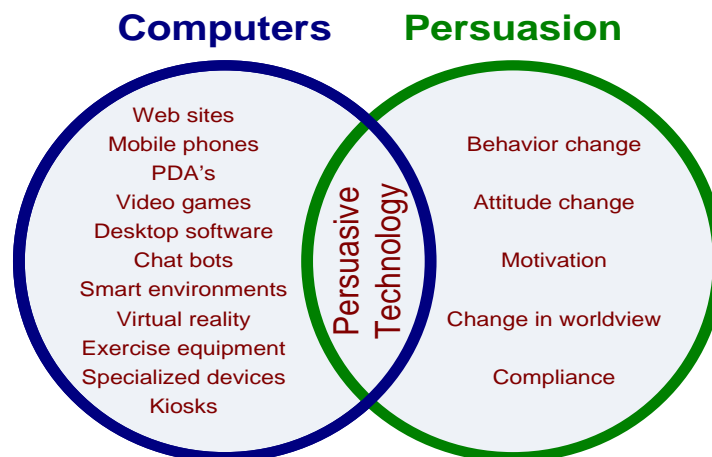 Computers
Persuasion
Web sites
Mobile phones
PDA's
Video games
Desktop software
Chat bots
Smart environments
Virtual reality
Exercise equipment
Specialized devices
Kiosks
Persuasive
Technology
Behavior change
Attitude change
Motivation
Change in worldview
Compliance